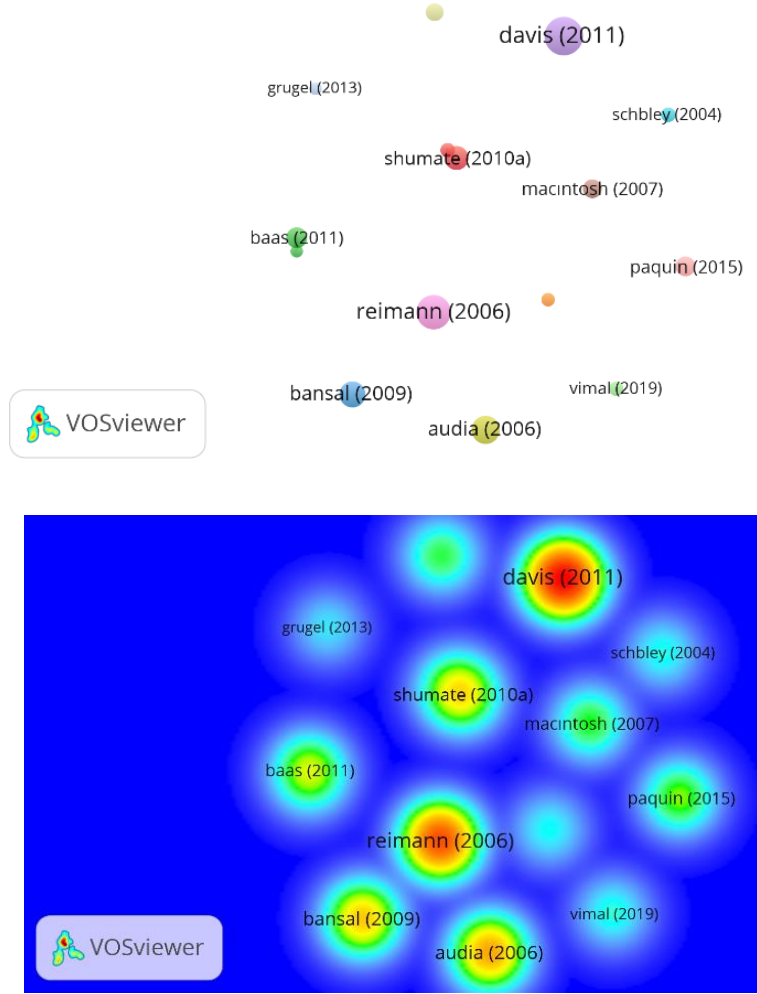 davis (2011)
grugel (2013)
schbley (2004)
shumate (2010a)
macintosh (2007)
baas (2011)
paquin (2015)
reimann (2006)
vimal (2019)
bansal (2009)
VOSviewer
audia (2006)
davis (2011)
grugel (2013)
schbley (2004)
shumate (2010a)
macintosh (2007)
baas (2011)
paquin (2015)
reimann (2006)
vimal (2019)
bansal (2009)
VOSviewer
audia (2006)